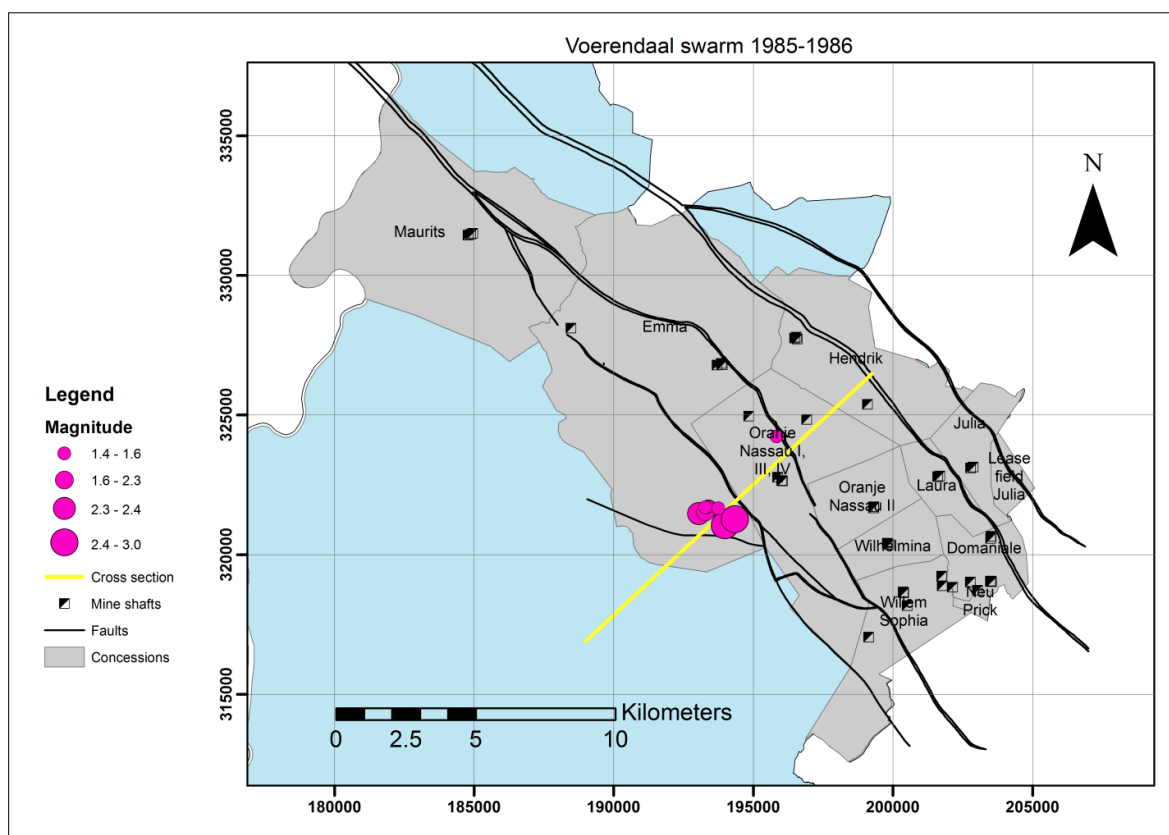 Voerendaal swarm 1985-1986
335000
330000
325000
320000
315000
N
Maurits
Emma
Hendrik
Oranje
Nassau I,
III, IV
Julia
Lease
field
Julia
Laura
Oranje
Nassau II
Wilhelmina
Domaniale
Willem
Sophia
Neu
Prick
Legend
Magnitude
1.4 - 1.6
1.6 - 2.3
2.3 - 2.4
2.4 - 3.0
Cross section
Mine shafts
Faults
Concessions
Kilometers
0 2.5 5 10
180000 185000 190000 195000 200000 205000